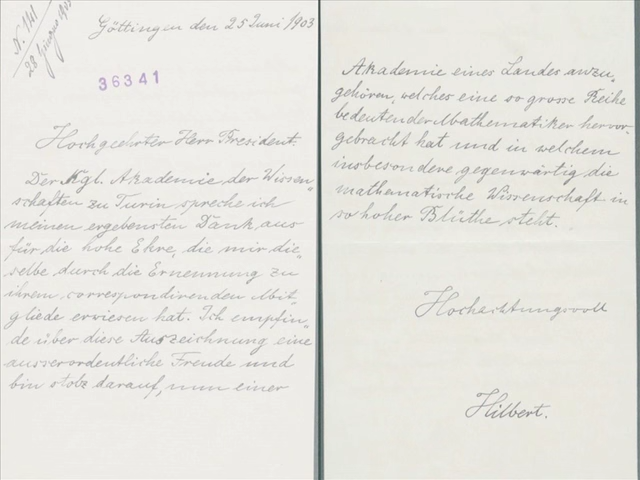 N. 141
28 giugno 1903
Göttingen den 25 Juni 1903
36341
Hochgeehrter Herr President.
Der Kgl. Akademie der Wissen„
schaften zu Turin spreche ich
meinen ergebensten Dank aus
für die hohe Ehre, die mir die„
selbe durch die Ernennung zu
ihrem correspondirenden Mit„
gliede erwiesen hat. Ich empfin„
de über diese Auszeichnung eine
ausserordentliche Freude und
bin stolz darauf, nun einer
Akademie eines Landes anzu„
gehören, welches eine so grosse Reihe
bedeutender Mathematiker hervor„
gebracht hat und in welchem
insbesondere gegenwärtig die
mathematische Wissenschaft in
so hoher Blüthe steht.
Hochachtungsvoll
Hilbert.